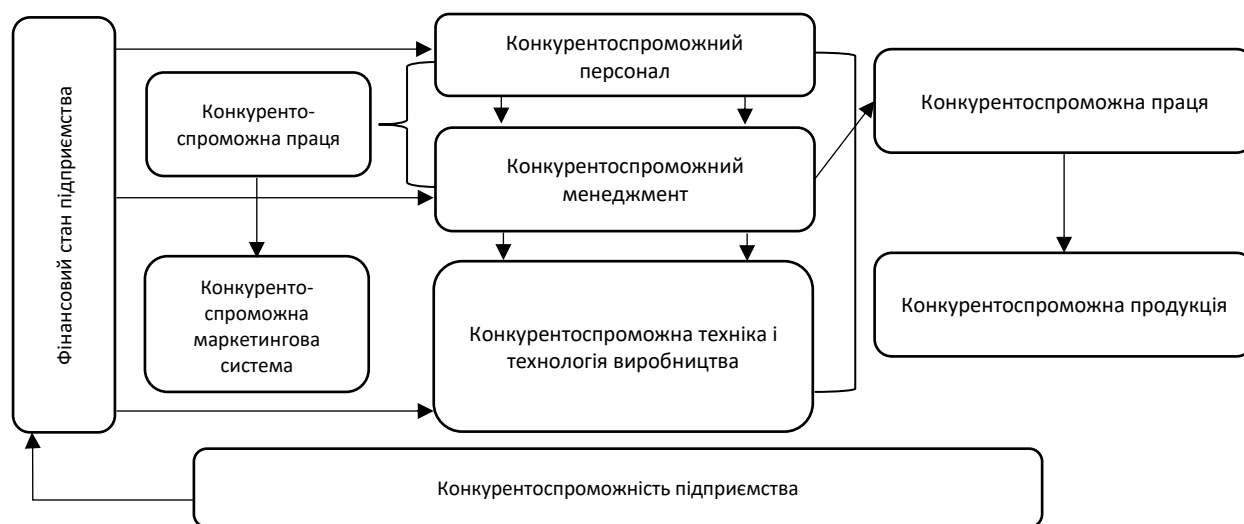 Фінансовий стан підприємства
Конкуренто-
спроможна праця
Конкуренто-
спроможна
маркетингова
система
Конкурентоспроможний
персонал
Конкурентоспроможний
менеджмент
Конкурентоспроможна техніка і
технологія виробництва
Конкурентоспроможна праця
Конкурентоспроможна продукція
Конкурентоспроможність підприємства